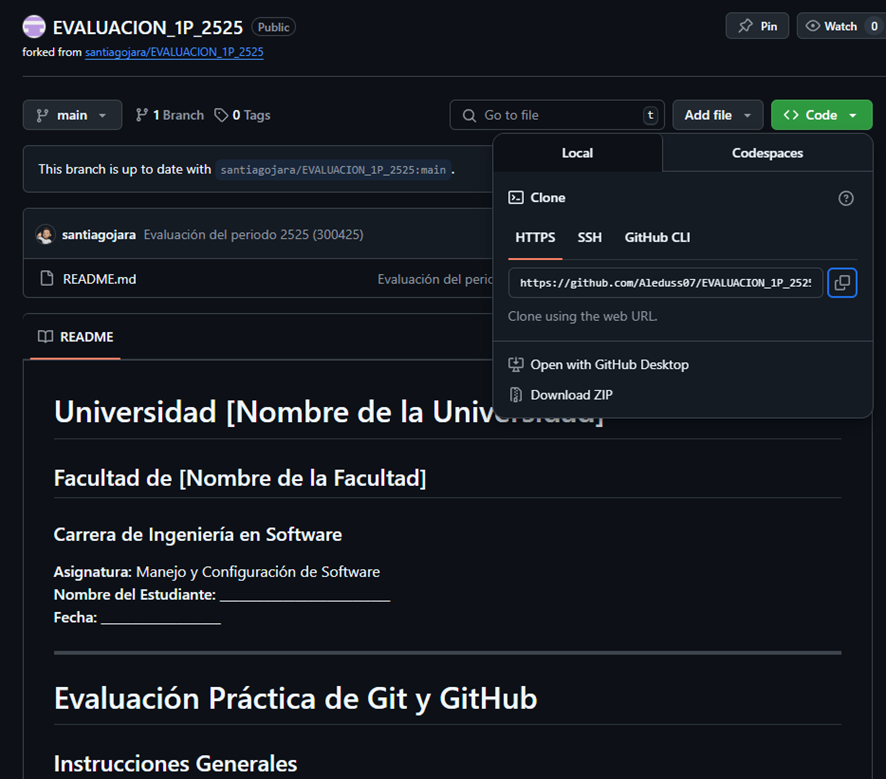 EVALUACION_1P_2525 Public Pin Watch 0
forked from santiagojara/EVALUACION_1P_2525
main 1 Branch 0 Tags Go to file t Add file Code
Local Codespaces
This branch is up to date with santiagojara/EVALUACION_1P_2525:main .
Clone
santiagojara Evaluación del periodo 2525 (300425)
HTTPS SSH GitHub CLI
README.md Evaluación del perio
https://github.com/Aleduss07/EVALUACION_1P_252
Clone using the web URL.
README
Open with GitHub Desktop
Download ZIP
Universidad [Nombre de la Universidad]
Facultad de [Nombre de la Facultad]
Carrera de Ingeniería en Software
Asignatura: Manejo y Configuración de Software
Nombre del Estudiante: ____________________
Fecha: ______________
Evaluación Práctica de Git y GitHub
Instrucciones Generales